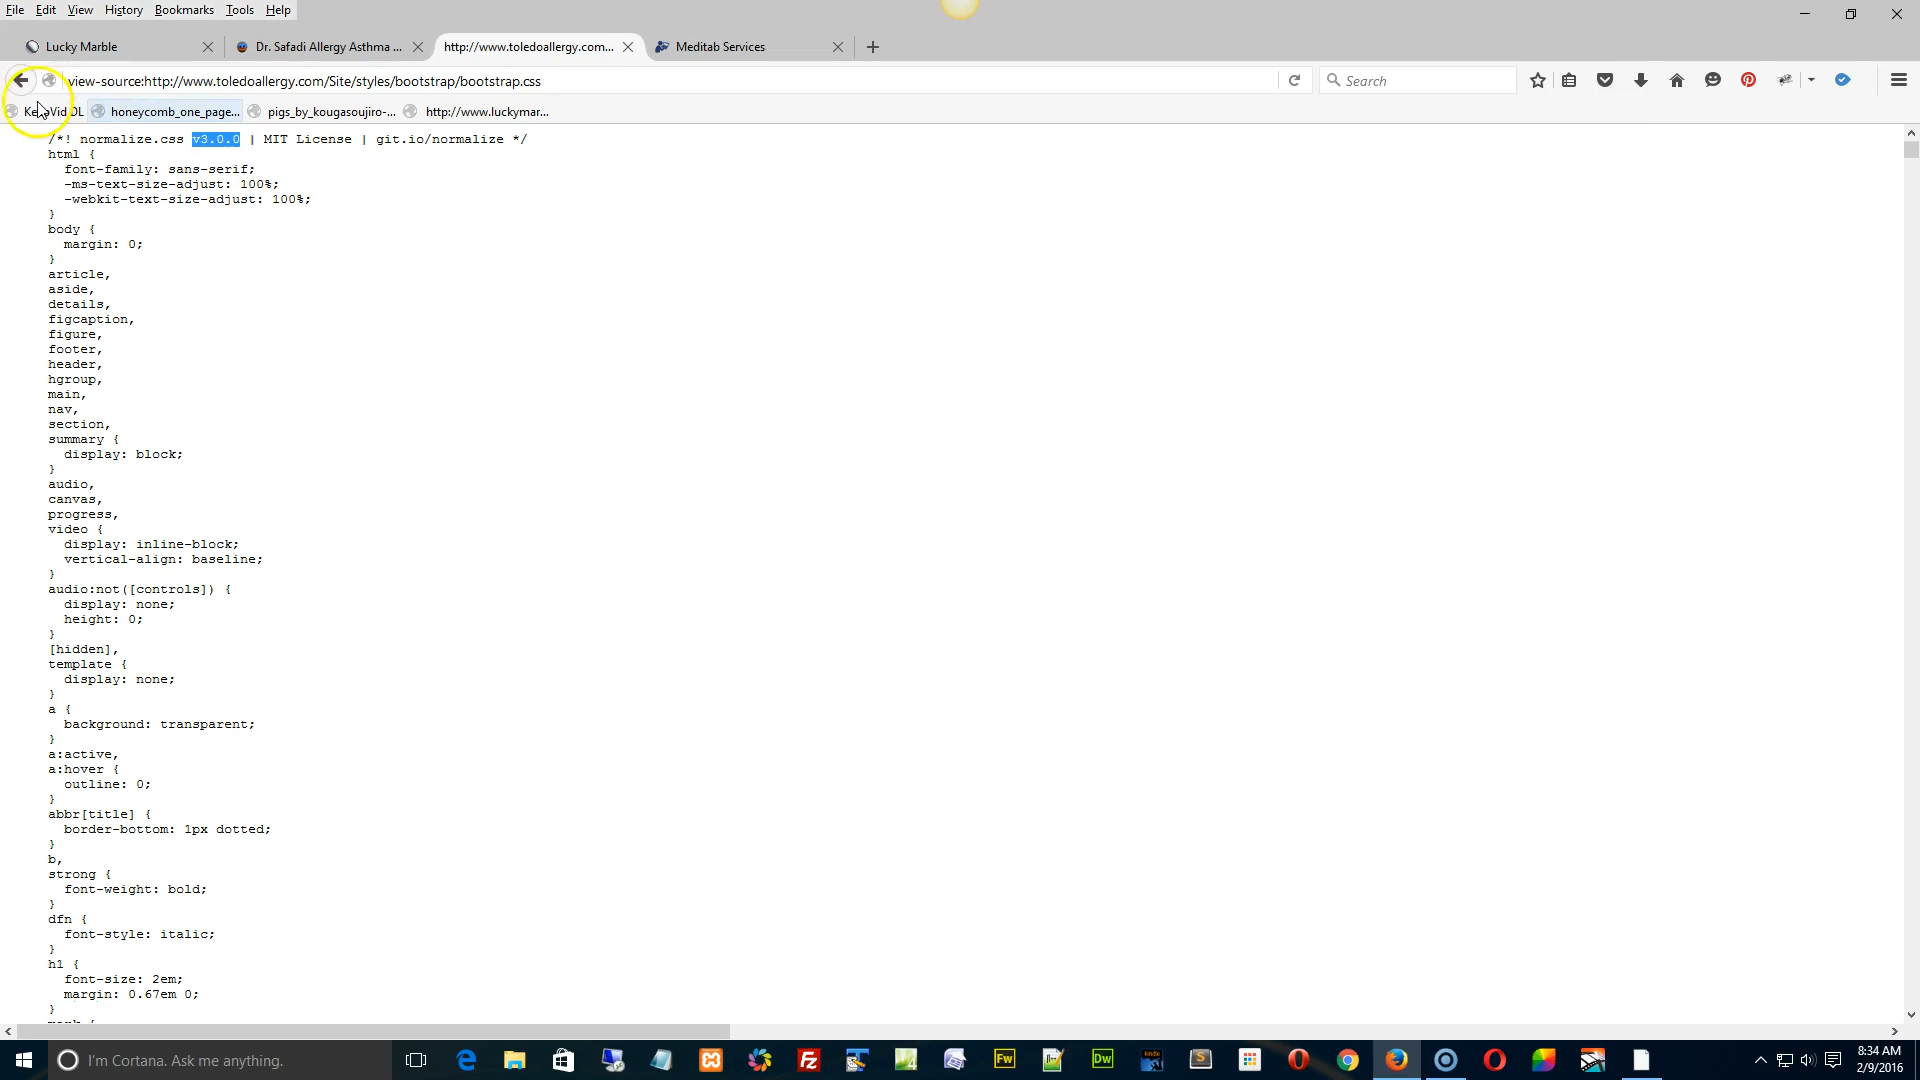 File Edit View History Bookmarks Tools Help
Lucky Marble
Dr. Safadi Allergy Asthma ...
http://www.toledoallergy.com...
Meditab Services
view-source:http://www.toledoallergy.com/Site/styles/bootstrap/bootstrap.css
Search
DL
honeycomb_one_page...
pigs_by_kougasoujiro-...
http://www.luckymar...
/*! normalize.css v3.0.0 | MIT License | git.io/normalize */
html {
font-family: sans-serif;
-ms-text-size-adjust: 100%;
-webkit-text-size-adjust: 100%;
}
body {
margin: 0;
}
article,
aside,
details,
figcaption,
figure,
footer,
header,
hgroup,
main,
nav,
section,
summary {
display: block;
}
audio,
canvas,
progress,
video {
display: inline-block;
vertical-align: baseline;
}
audio:not([controls]) {
display: none;
height: 0;
}
[hidden],
template {
display: none;
}
a {
background: transparent;
}
a:active,
a:hover {
outline: 0;
}
abbr[title] {
border-bottom: 1px dotted;
}
b,
strong {
font-weight: bold;
}
dfn {
font-style: italic;
}
h1 {
font-size: 2em;
margin: 0.67em 0;
}
I'm Cortana. Ask me anything.
Fz
Fw
Dw
kindle
S
8:34 AM
2/9/2016